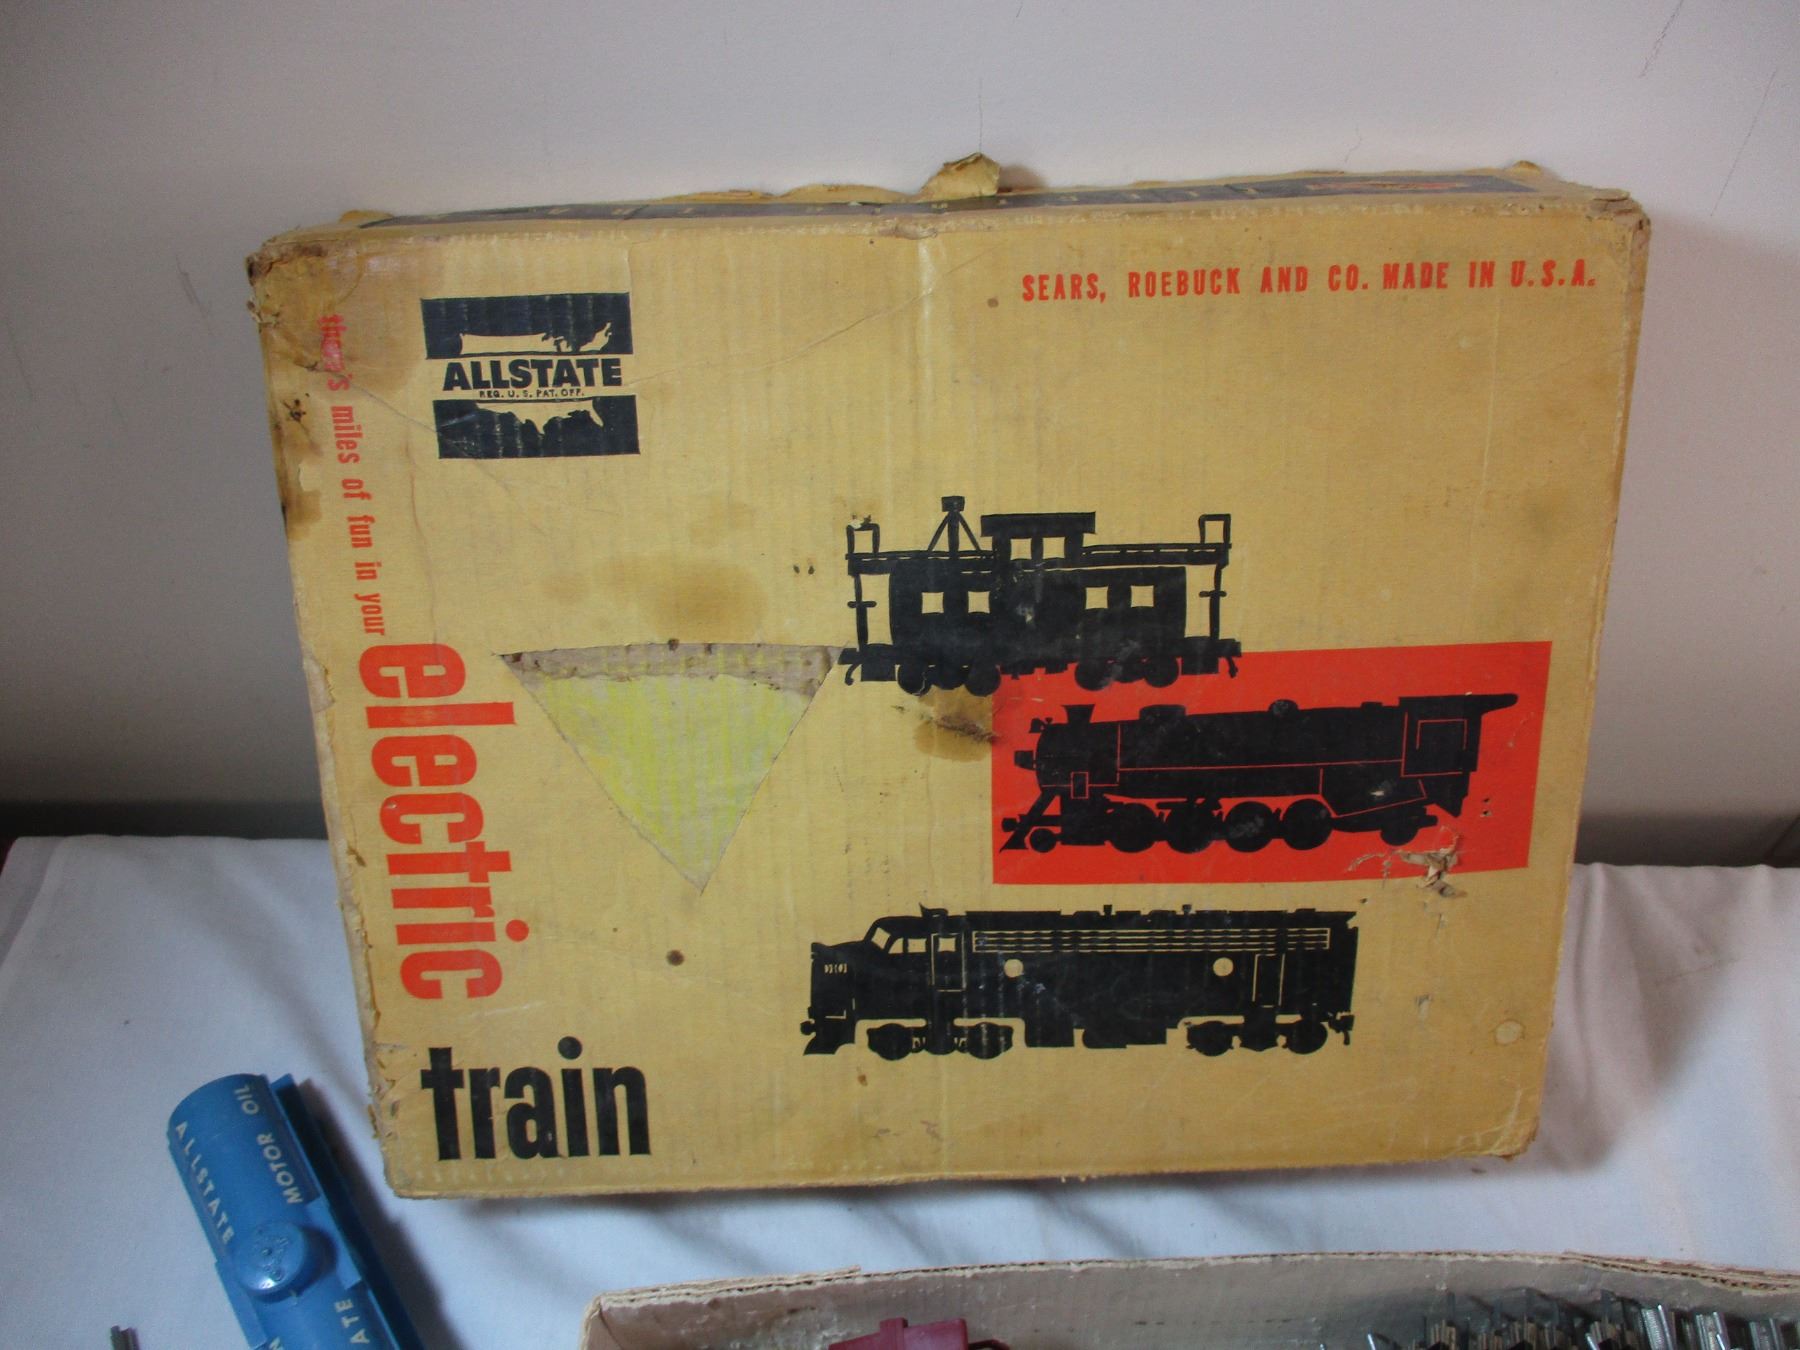 SEARS, ROEBUCK AND CO. MADE IN U.S.A.
ALLSTATE
REG. U.S. PAT. OFF.
there's miles of fun in your
electric
train
ALLSTATE
MOTOR OIL